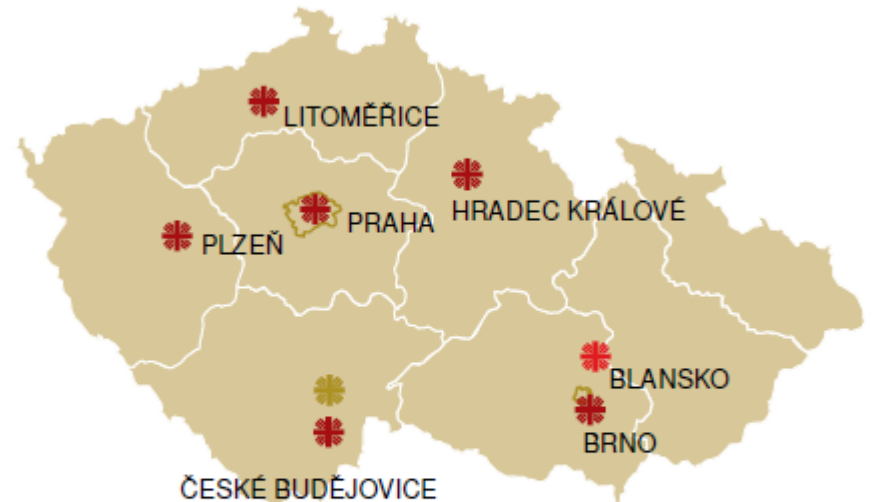 LITOMĚŘICE
HRADEC KRÁLOVÉ
PRAHA
PLZEŇ
BLANSKO
BRNO
ČESKÉ BUDĚJOVICE